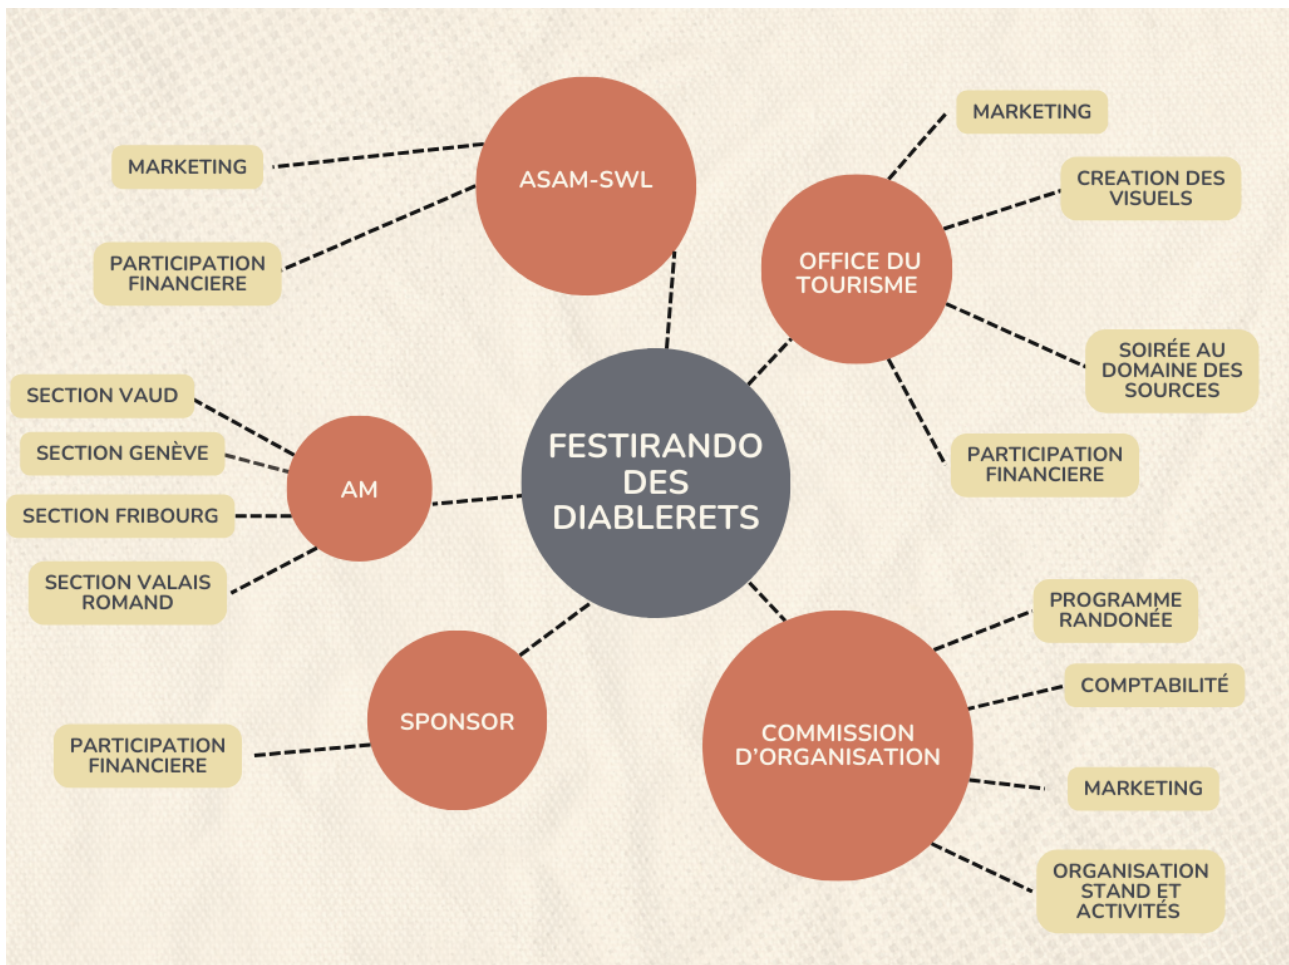 MARKETING
PARTICIPATION
FINANCIERE
ASAM-SWL
MARKETING
CREATION DES
VISUELS
OFFICE DU
TOURISME
SOIRÉE AU
DOMAINE DES
SOURCES
PARTICIPATION
FINANCIERE
SECTION VAUD
SECTION GENÈVE
SECTION FRIBOURG
SECTION VALAIS
ROMAND
AM
FESTIRANDO
DES
DIABLERETS
SPONSOR
PARTICIPATION
FINANCIERE
COMMISSION
D'ORGANISATION
PROGRAMME
RANDONÉE
COMPTABILITÉ
MARKETING
ORGANISATION
STAND ET
ACTIVITÉS